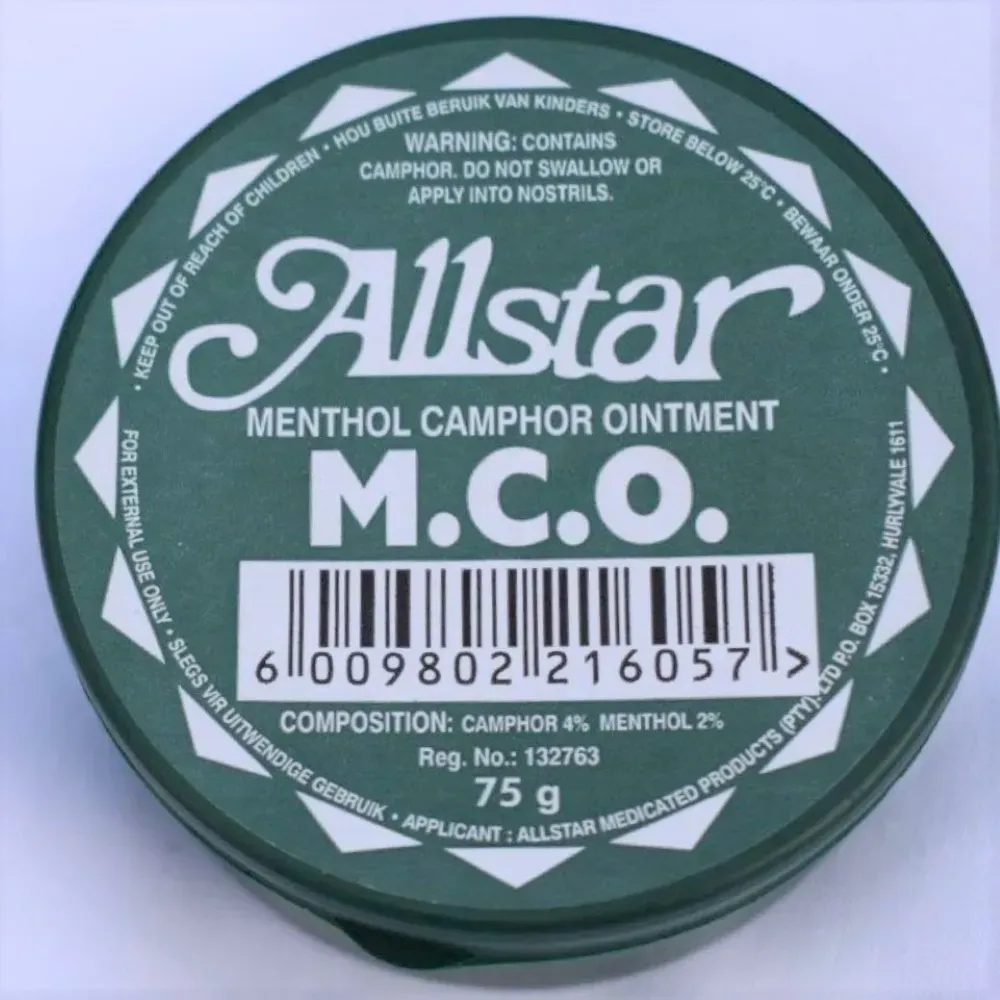 • KEEP OUT OF REACH OF CHILDREN • HOU BUITE BERUIK VAN KINDERS • STORE BELOW 25°C • BEWAAR ONDER 25°C •
WARNING: CONTAINS
CAMPHOR. DO NOT SWALLOW OR
APPLY INTO NOSTRILS.
Allstar
MENTHOL CAMPHOR OINTMENT
M.C.O.
6 009802 216057 >
COMPOSITION: CAMPHOR 4% MENTHOL 2%
Reg. No.: 132763
75 g
FOR EXTERNAL USE ONLY • SLEGS VIR UITWENDIGE GEBRUIK • APPLICANT : ALLSTAR MEDICATED PRODUCTS (PTY). LTD P.O. BOX 15332, HURLYVALE 1611